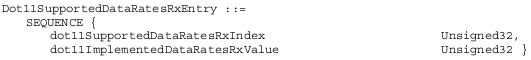 Dot11SupportedDataRatesRxEntry ::=
SEQUENCE {
dot11SupportedDataRatesRxIndex Unsigned32,
dot11ImplementedDataRatesRxValue Unsigned32 }